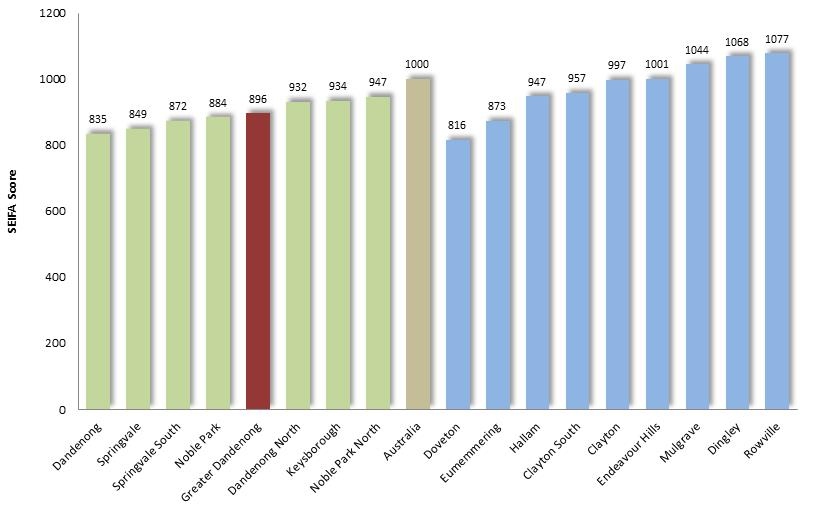 SEIFA Score
1200
1000
800
600
400
200
0
835
849
872
884
896
932
934
947
1000
816
873
947
957
997
1001
1044
1068
1077
Dandenong
Springvale
Springvale South
Noble Park
Greater Dandenong
Dandenong North
Keysborough
Noble Park North
Australia
Doveton
Eumemmering
Hallam
Clayton South
Clayton
Endeavour Hills
Mulgrave
Dingley
Rowville